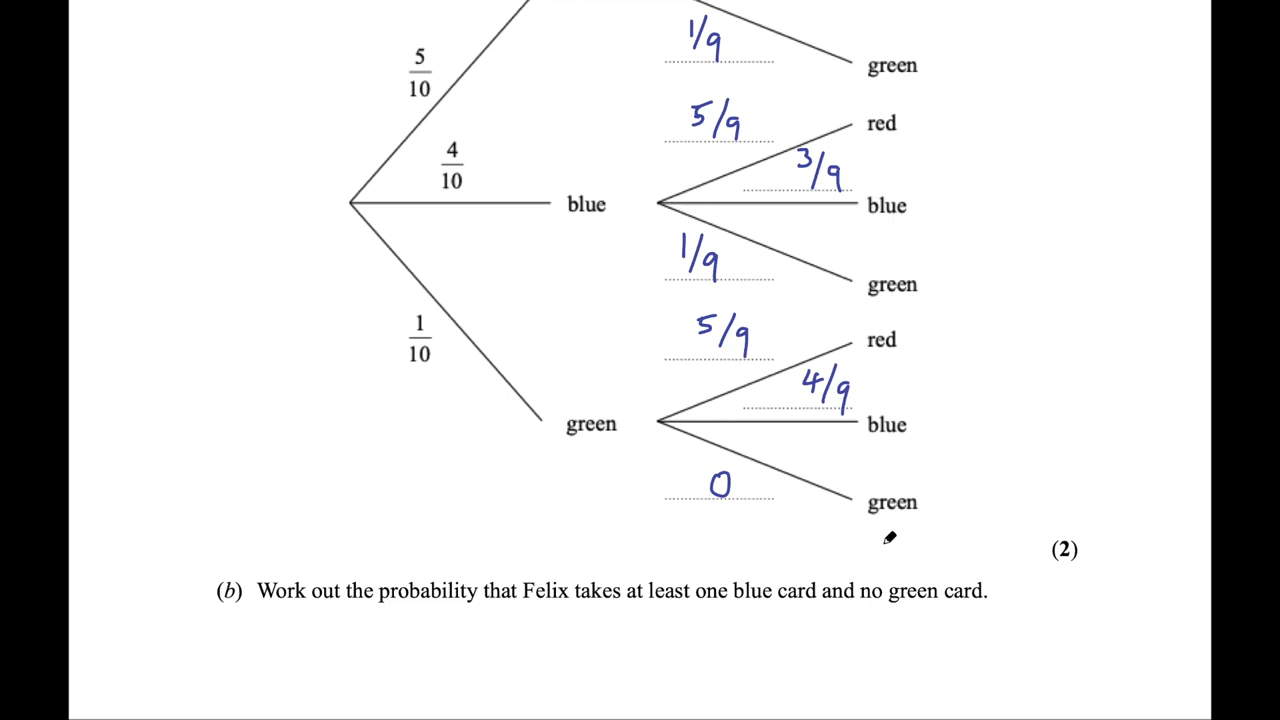 1/9
5
10
green
5/9
red
3/9
4
10
blue
blue
1/9
green
5/9
red
1
10
4/9
green
blue
0
green
(2)
(b) Work out the probability that Felix takes at least one blue card and no green card.